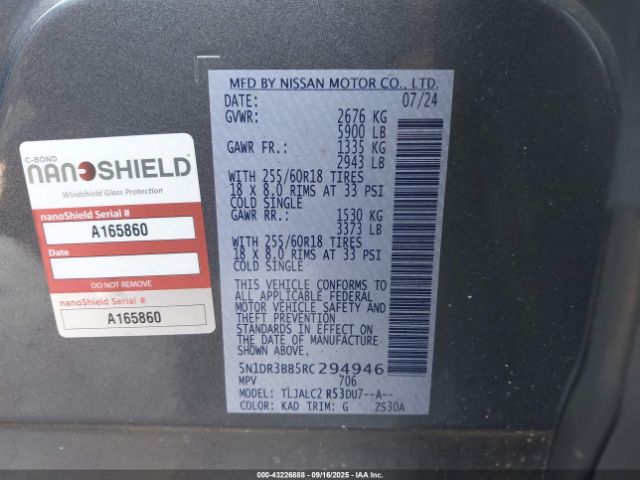 C-BOND
NANOSHIELD
Windshield Glass Protection
nanoShield Serial #
A165860
Date
DO NOT REMOVE
nanoShield Serial #
A165860
MFD BY NISSAN MOTOR CO., LTD.
DATE: 07/24
GVWR: 2676 KG
5900 LB
GAWR FR.: 1335 KG
2943 LB
WITH 255/60R18 TIRES
18 X 8.0 RIMS AT 33 PSI
COLD SINGLE
GAWR RR.: 1530 KG
3373 LB
WITH 255/60R18 TIRES
18 X 8.0 RIMS AT 33 PSI
COLD SINGLE
THIS VEHICLE CONFORMS TO
ALL APPLICABLE FEDERAL
MOTOR VEHICLE SAFETY AND
THEFT PREVENTION
STANDARDS IN EFFECT ON
THE DATE OF MANUFACTURE
SHOWN ABOVE.
5N1DR3BB5RC294946
MPV 706
MODEL: TLJALC2 R53DU7--A--
COLOR: KAD TRIM: G ZS30A
000-43226888 - 09/16/2025 - IAA